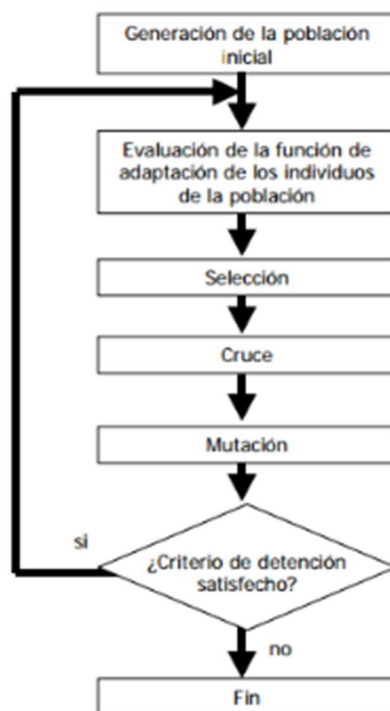 Generación de la población
inicial
Evaluación de la función de
adaptación de los individuos
de la población
Selección
Cruce
Mutación
si
¿Criterio de detención
satisfecho?
no
Fin